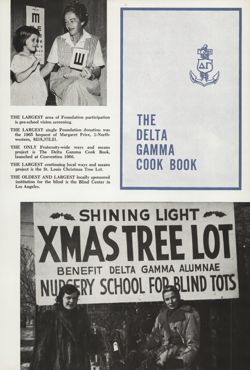 THE LARGEST area of Foundation participation
is pre-school vision screening.
THE LARGEST single Foundation donation was
the 1965 bequest of Margaret Price, 2-North-
western,
THE ONLY Fraternity-wide ways and means
project is The Delta Gamma Cook Book,
launched at Convention 1966.
THE LARGEST continuing local ways and means
project is the St. Louis Christmas Tree Lot.
THE OLDEST AND LARGEST locally sponsored
institution for the blind is the Blind Center in
Los Angeles.
ΔΓ
THE
DELTA
GAMMA
COOK BOOK
SHINING LIGHT
XMAS TREE LOT
BENEFIT DELTA GAMMA ALUMNAE
NURSERY SCHOOL FOR BLIND TOTS